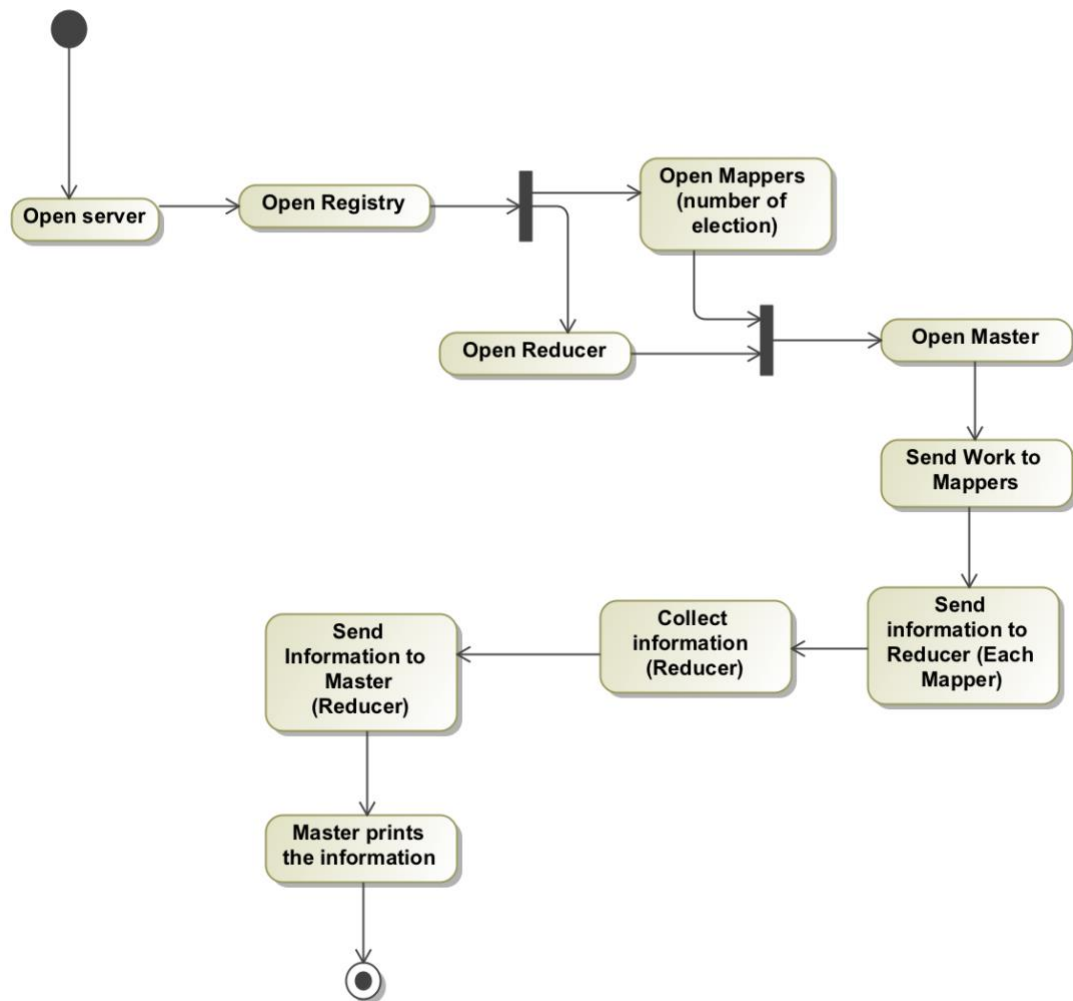 Open server
Open Registry
Open Mappers
(number of
election)
Open Reducer
Open Master
Send Work to
Mappers
Send
information to
Reducer (Each
Mapper)
Collect
information
(Reducer)
Send
Information to
Master
(Reducer)
Master prints
the information